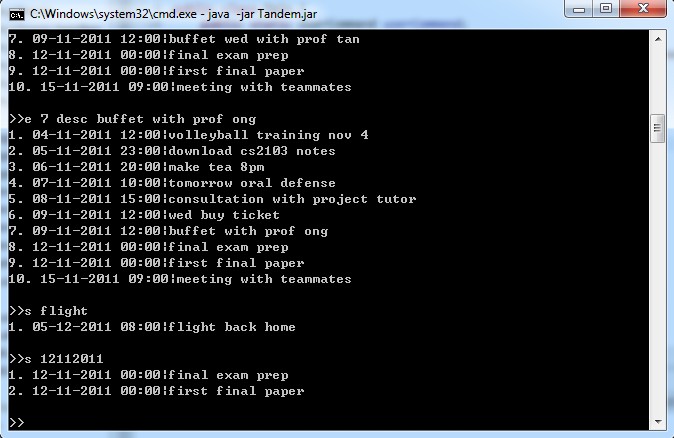 C:\Windows\system32\cmd.exe - java  -jar Tandem.jar
7. 09-11-2011 12:00¦buffet wed with prof tan
8. 12-11-2011 00:00¦final exam prep
9. 12-11-2011 00:00¦first final paper
10. 15-11-2011 09:00¦meeting with teammates
>>e 7 desc buffet with prof ong
1. 04-11-2011 12:00¦volleyball training nov 4
2. 05-11-2011 23:00¦download cs2103 notes
3. 06-11-2011 20:00¦make tea 8pm
4. 07-11-2011 10:00¦tomorrow oral defense
5. 08-11-2011 15:00¦consultation with project tutor
6. 09-11-2011 12:00¦wed buy ticket
7. 09-11-2011 12:00¦buffet with prof ong
8. 12-11-2011 00:00¦final exam prep
9. 12-11-2011 00:00¦first final paper
10. 15-11-2011 09:00¦meeting with teammates
>>s flight
1. 05-12-2011 08:00¦flight back home
>>s 12112011
1. 12-11-2011 00:00¦final exam prep
2. 12-11-2011 00:00¦first final paper
>>